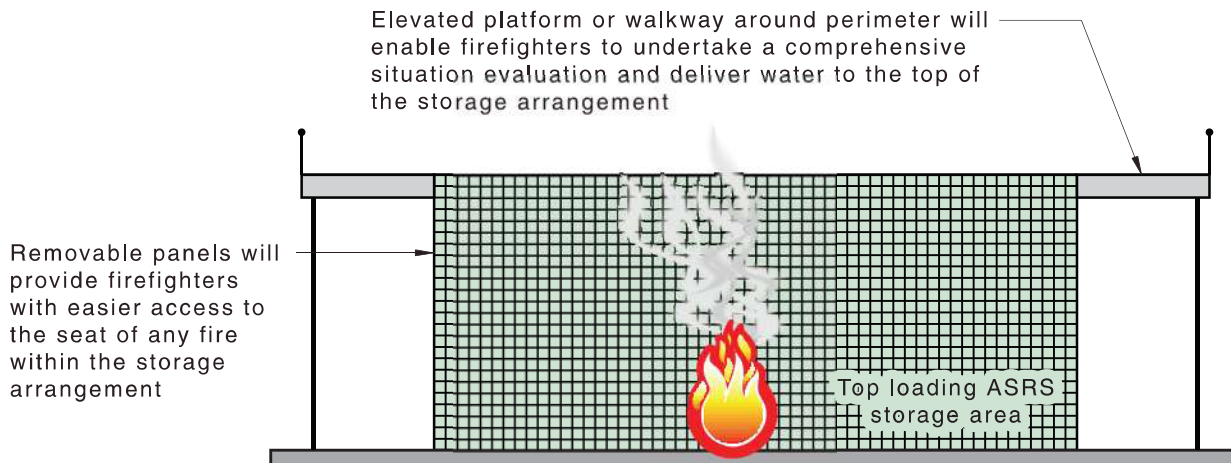 Elevated platform or walkway around perimeter will
enable firefighters to undertake a comprehensive
situation evaluation and deliver water to the top of
the storage arrangement
Removable panels will
provide firefighters
with easier access to
the seat of any fire
within the storage
arrangement
Top loading ASRS
storage area